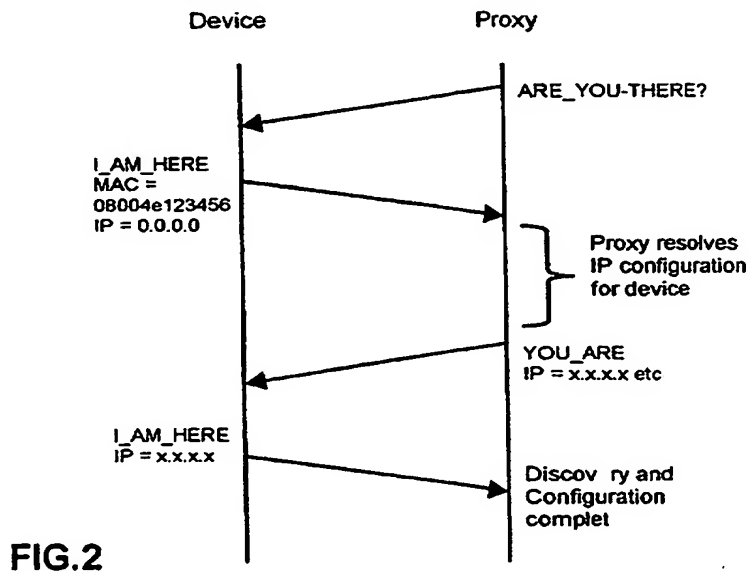 Device
Proxy
ARE_YOU-THERE?
I_AM_HERE
MAC =
08004e123456
IP = 0.0.0.0
Proxy resolves
IP configuration
for device
YOU_ARE
IP = x.x.x.x etc
I_AM_HERE
IP = x.x.x.x
Discov ry and
Configuration
complet
FIG.2